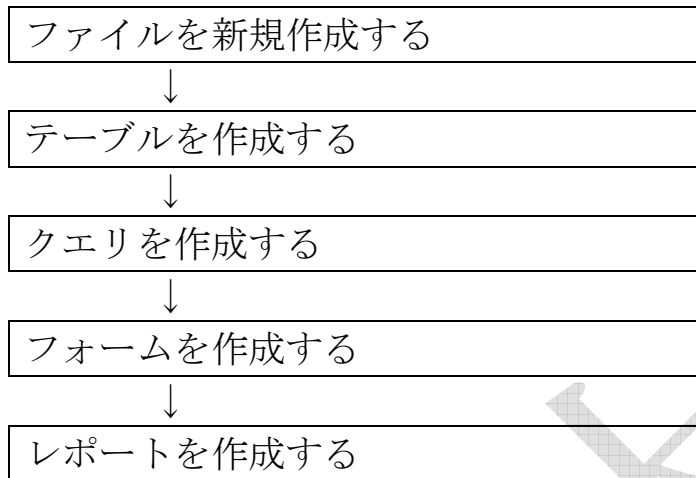 ファイルを新規作成する
↓
テーブルを作成する
↓
クエリを作成する
↓
フォームを作成する
↓
レポートを作成する